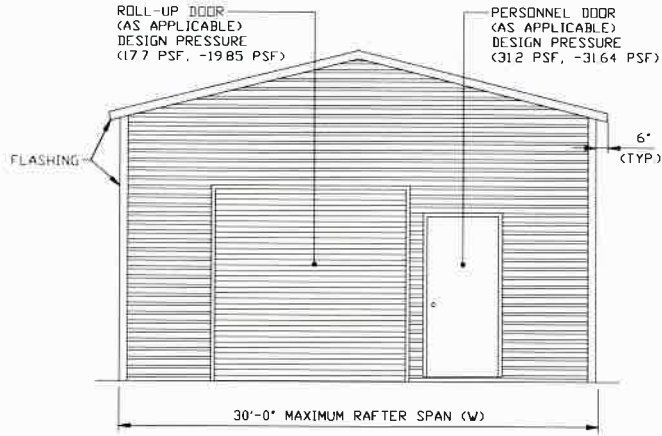 ROLL-UP DOOR
(AS APPLICABLE)
DESIGN PRESSURE
(17.7 PSF, -19.85 PSF)
PERSONNEL DOOR
(AS APPLICABLE)
DESIGN PRESSURE
(31.2 PSF, -31.64 PSF)
FLASHING
6"
(TYP.)
30'-0" MAXIMUM RAFTER SPAN (W)